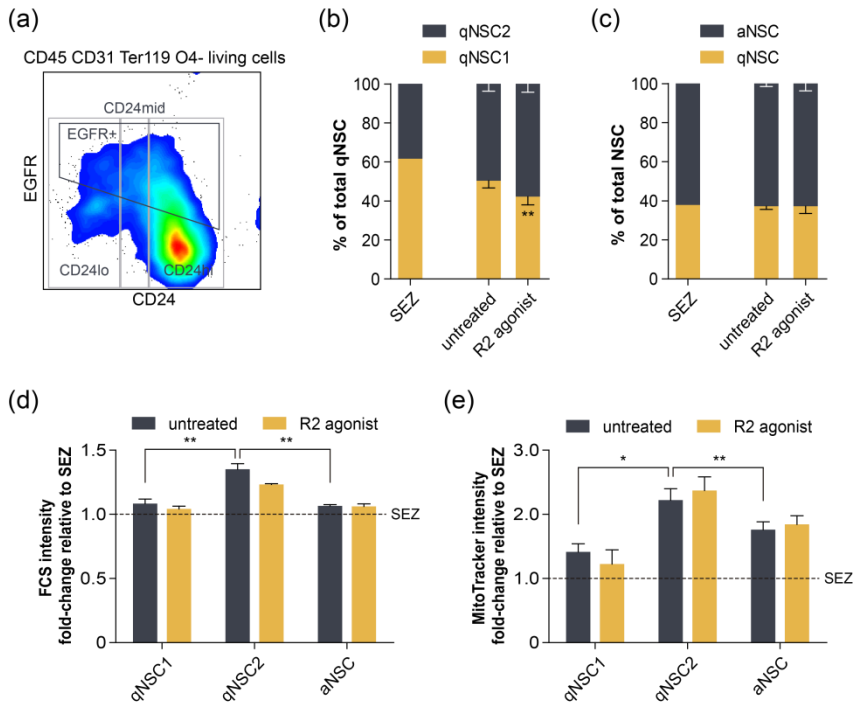 (a)
CD45 CD31 Ter119 O4- living cells
CD24mid
EGFR+
EGFR
CD24lo
CD24
(b)
qNSC2
qNSC1
% of total qNSC
100
80
60
40
20
0
**
SEZ
untreated
R2 agonist
(c)
aNSC
qNSC
% of total NSC
100
80
60
40
20
0
SEZ
untreated
R2 agonist
(d)
untreated
R2 agonist
FCS intensity
fold-change relative to SEZ
1.5
1.0
0.5
0
**
**
SEZ
qNSC1
qNSC2
aNSC
(e)
untreated
R2 agonist
MitoTracker intensity
fold-change relative to SEZ
3.0
2.0
1.0
0
*
**
SEZ
qNSC1
qNSC2
aNSC